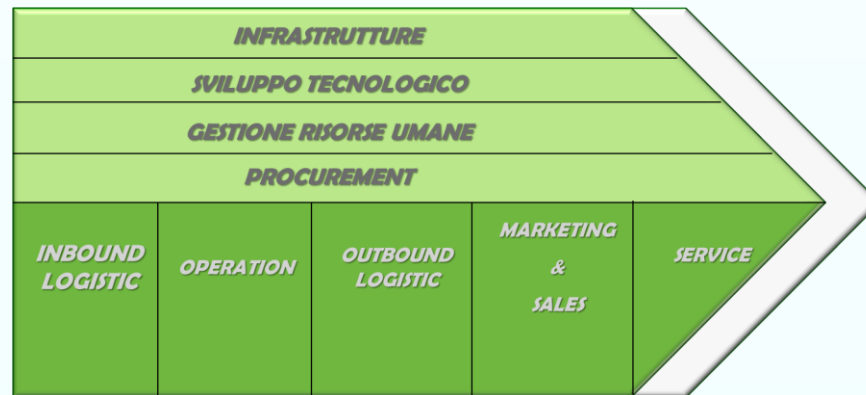 INFRASTRUTTURE
SVILUPPO TECNOLOGICO
GESTIONE RISORSE UMANE
PROCUREMENT
INBOUND
LOGISTIC
OPERATION
OUTBOUND
LOGISTIC
MARKETING
&
SALES
SERVICE